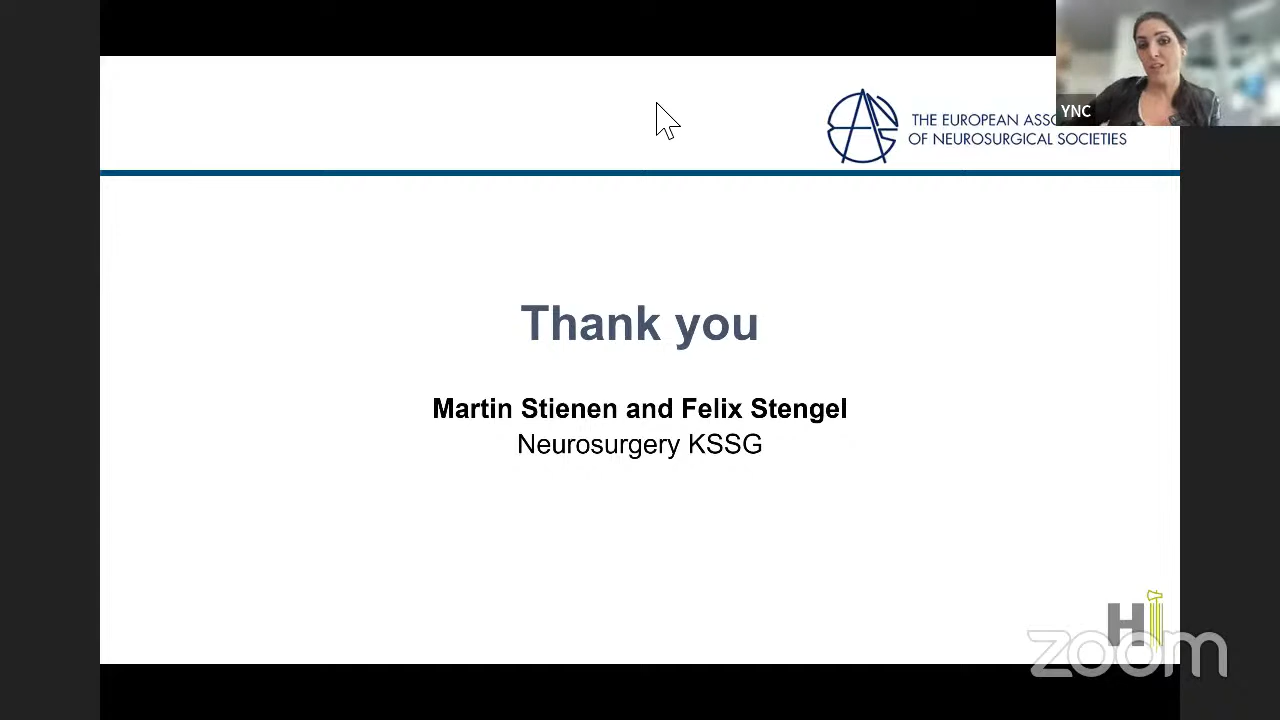 THE EUROPEAN ASSO
OF NEUROSURGICAL SOCIETIES
YNC
Thank you
Martin Stienen and Felix Stengel
Neurosurgery KSSG
H
zoom